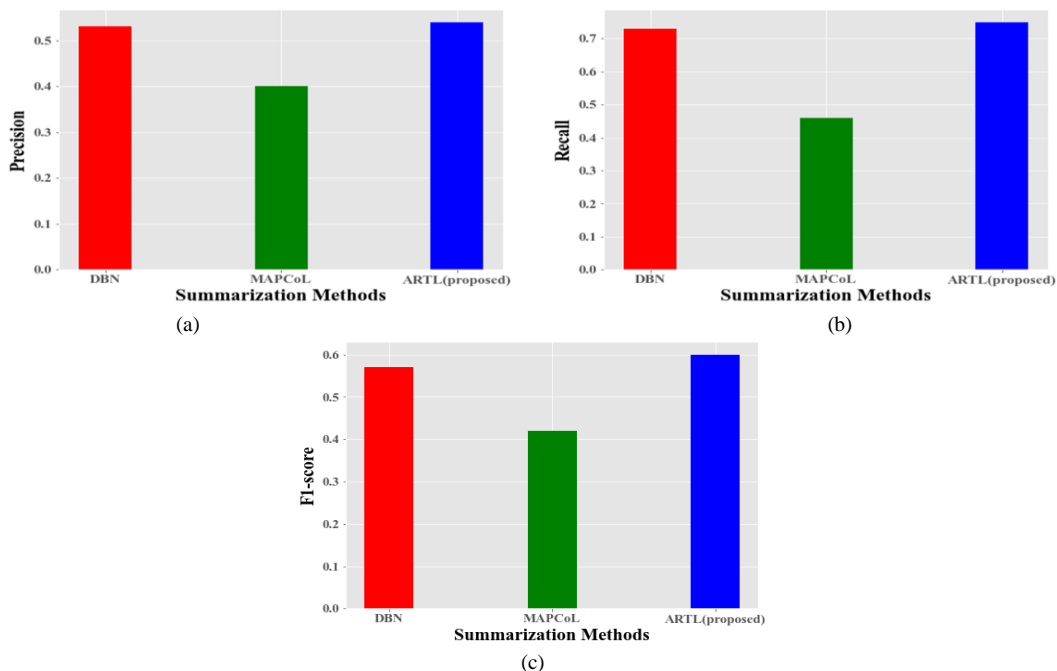 Precision
0.5
0.4
0.3
0.2
0.1
0.0
DBN MAPCoL ARTL(proposed)
Summarization Methods
(a)
Recall
0.7
0.6
0.5
0.4
0.3
0.2
0.1
0.0
DBN MAPCoL ARTL(proposed)
Summarization Methods
(b)
F1-score
0.6
0.5
0.4
0.3
0.2
0.1
0.0
DBN MAPCoL ARTL(proposed)
Summarization Methods
(c)